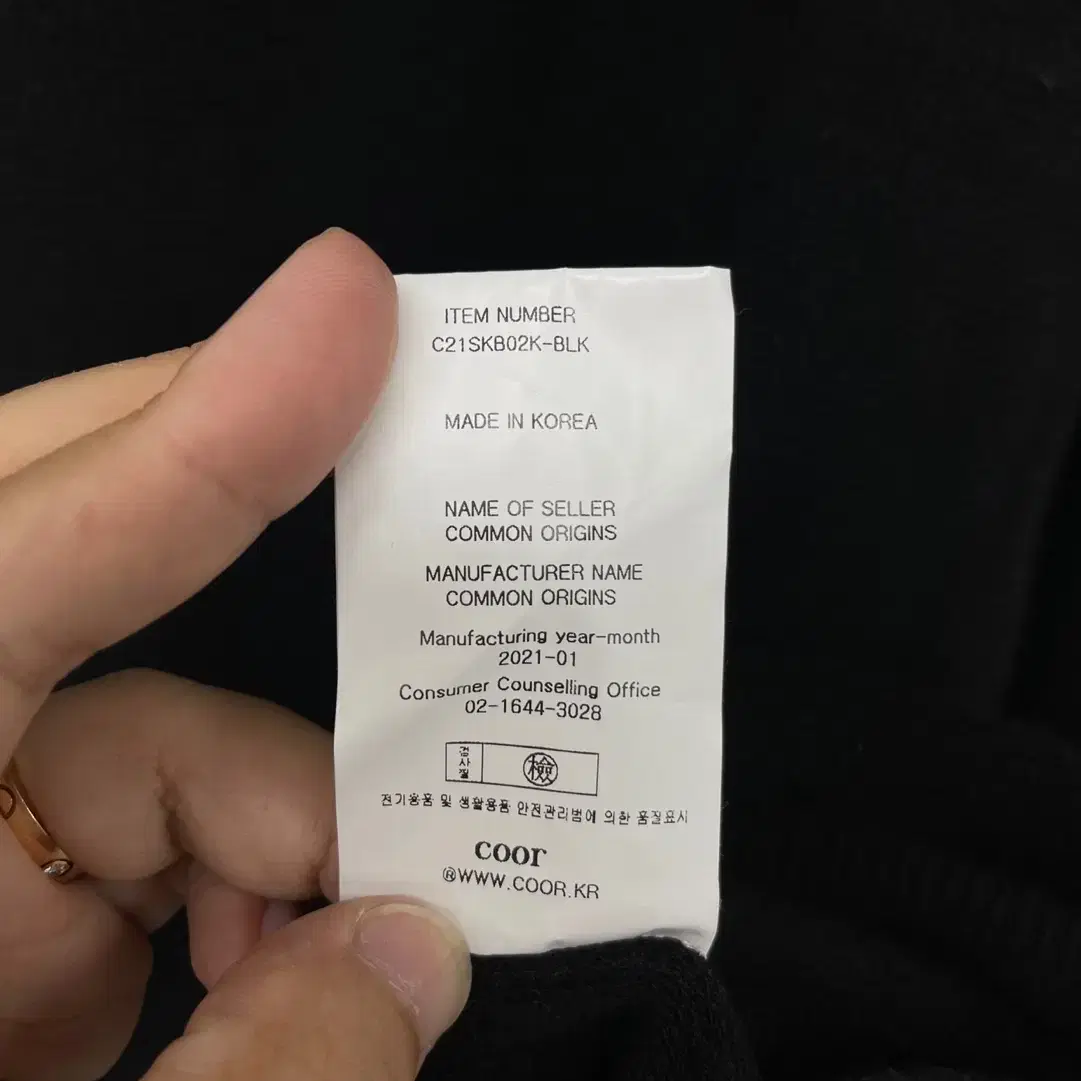 ITEM NUMBER
C21SKB02K-BLK
MADE IN KOREA
NAME OF SELLER
COMMON ORIGINS
MANUFACTURER NAME
COMMON ORIGINS
Manufacturing year-month
2021-01
Consumer Counselling Office
02-1644-3028
검사필 檢
전기용품 및 생활용품 안전관리법에 의한 품질표시
coor
®WWW.COOR.KR